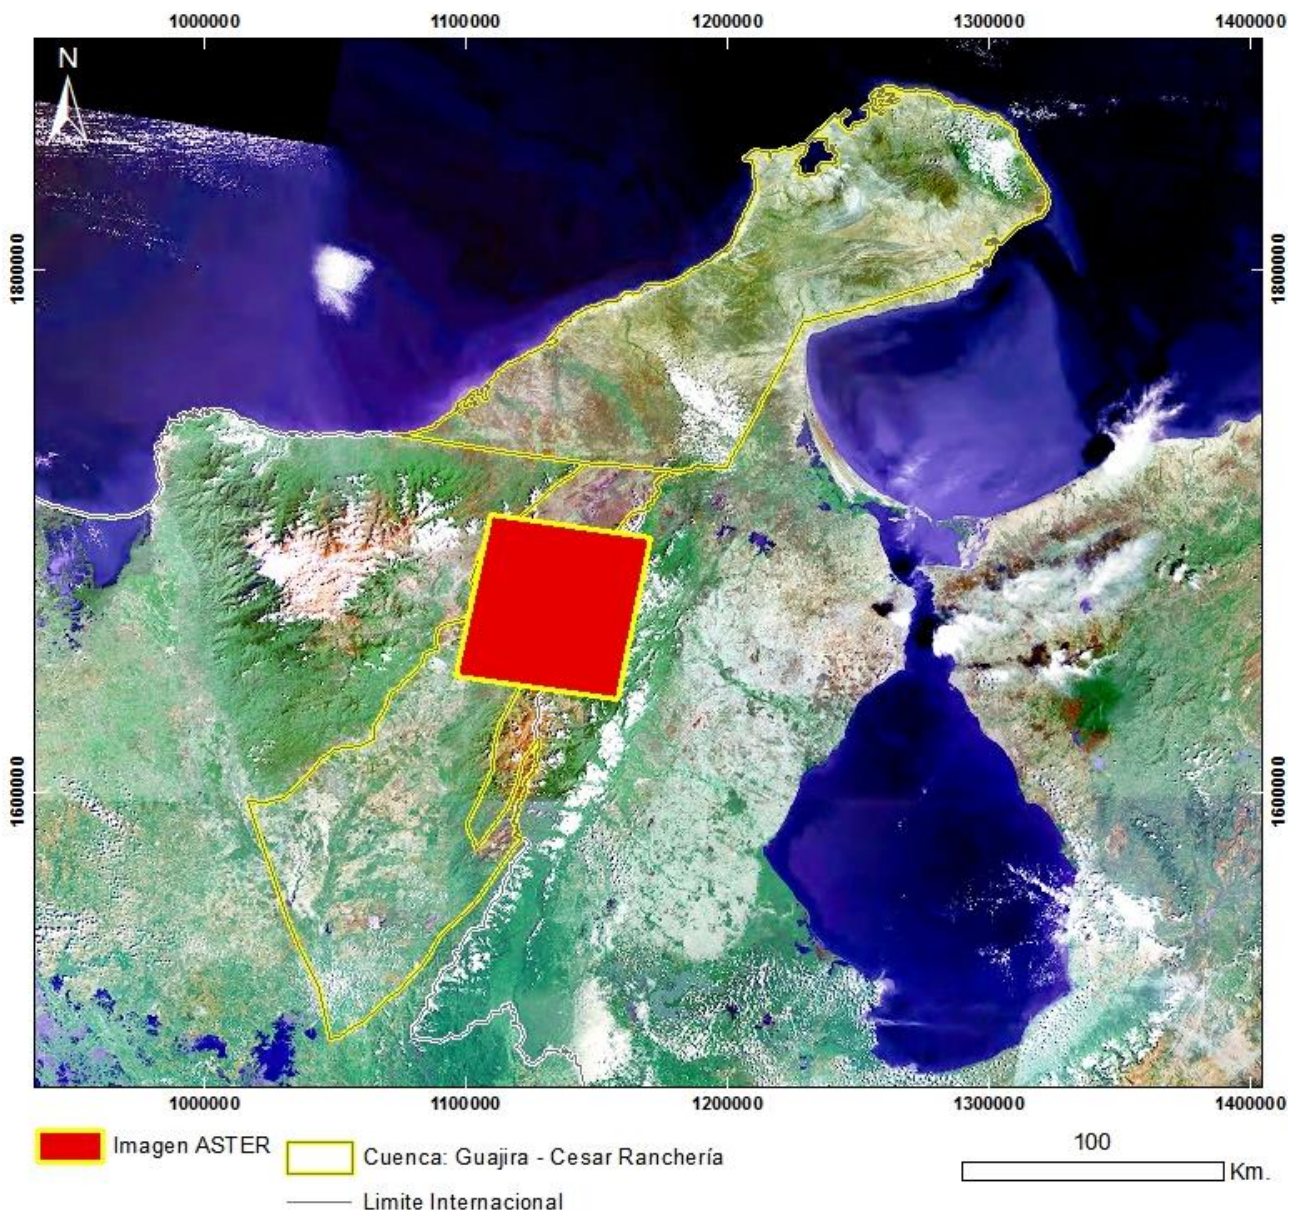 1000000 1100000 1200000 1300000 1400000
N
1800000 1800000
1600000 1600000
1000000 1100000 1200000 1300000 1400000
Imagen ASTER
Cuenca: Guajira - Cesar Ranchería
Limite Internacional
100
Km.